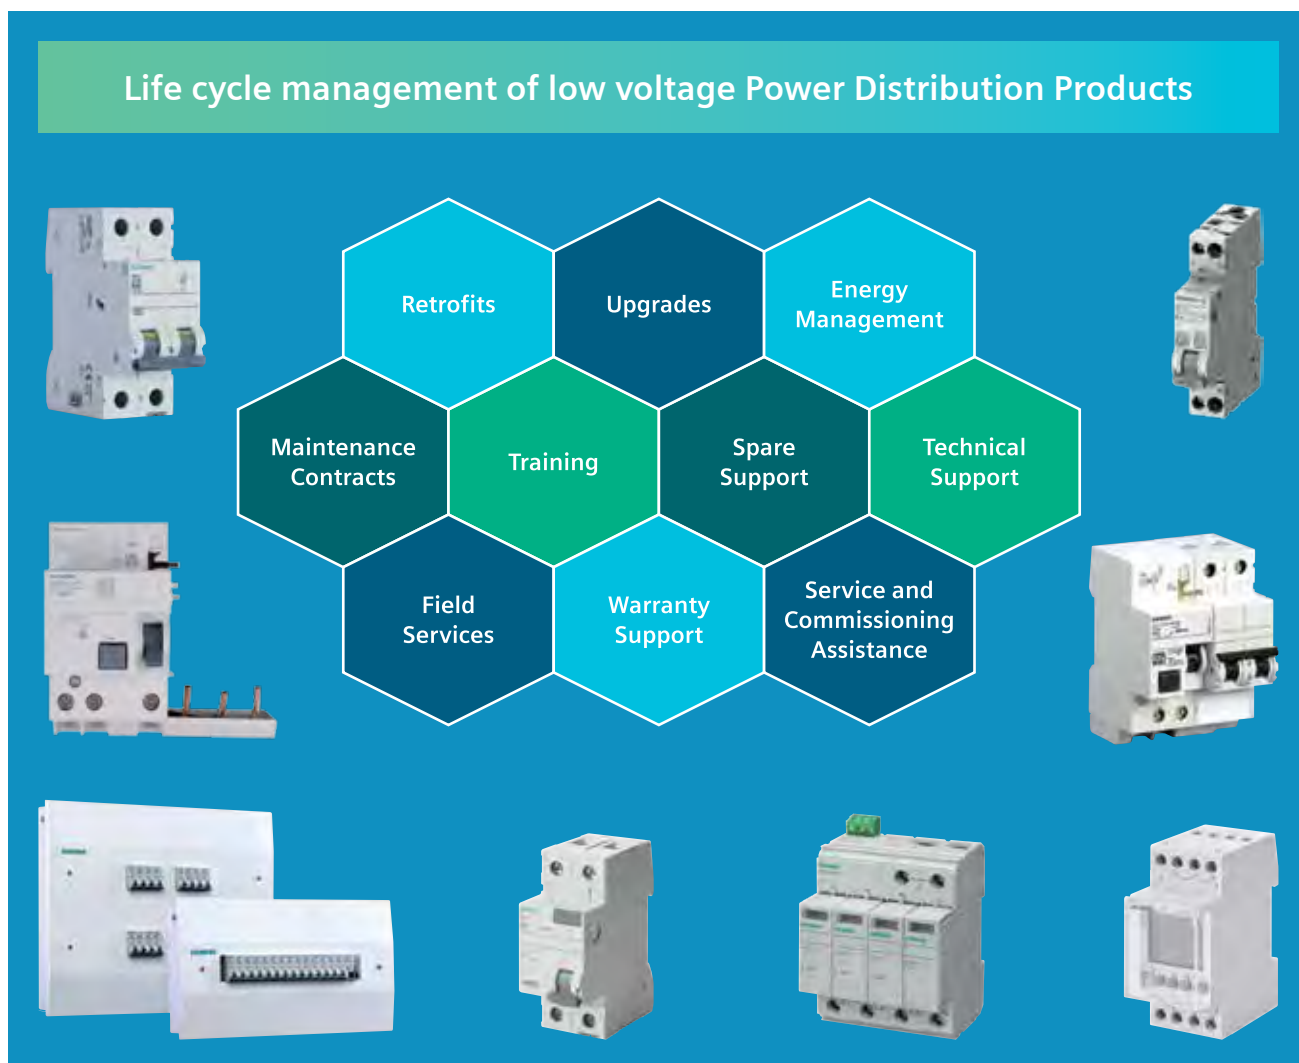 Life cycle management of low voltage Power Distribution Products
Retrofits
Upgrades
Energy
Management
Maintenance
Contracts
Training
Spare
Support
Technical
Support
Field
Services
Warranty
Support
Service and
Commissioning
Assistance